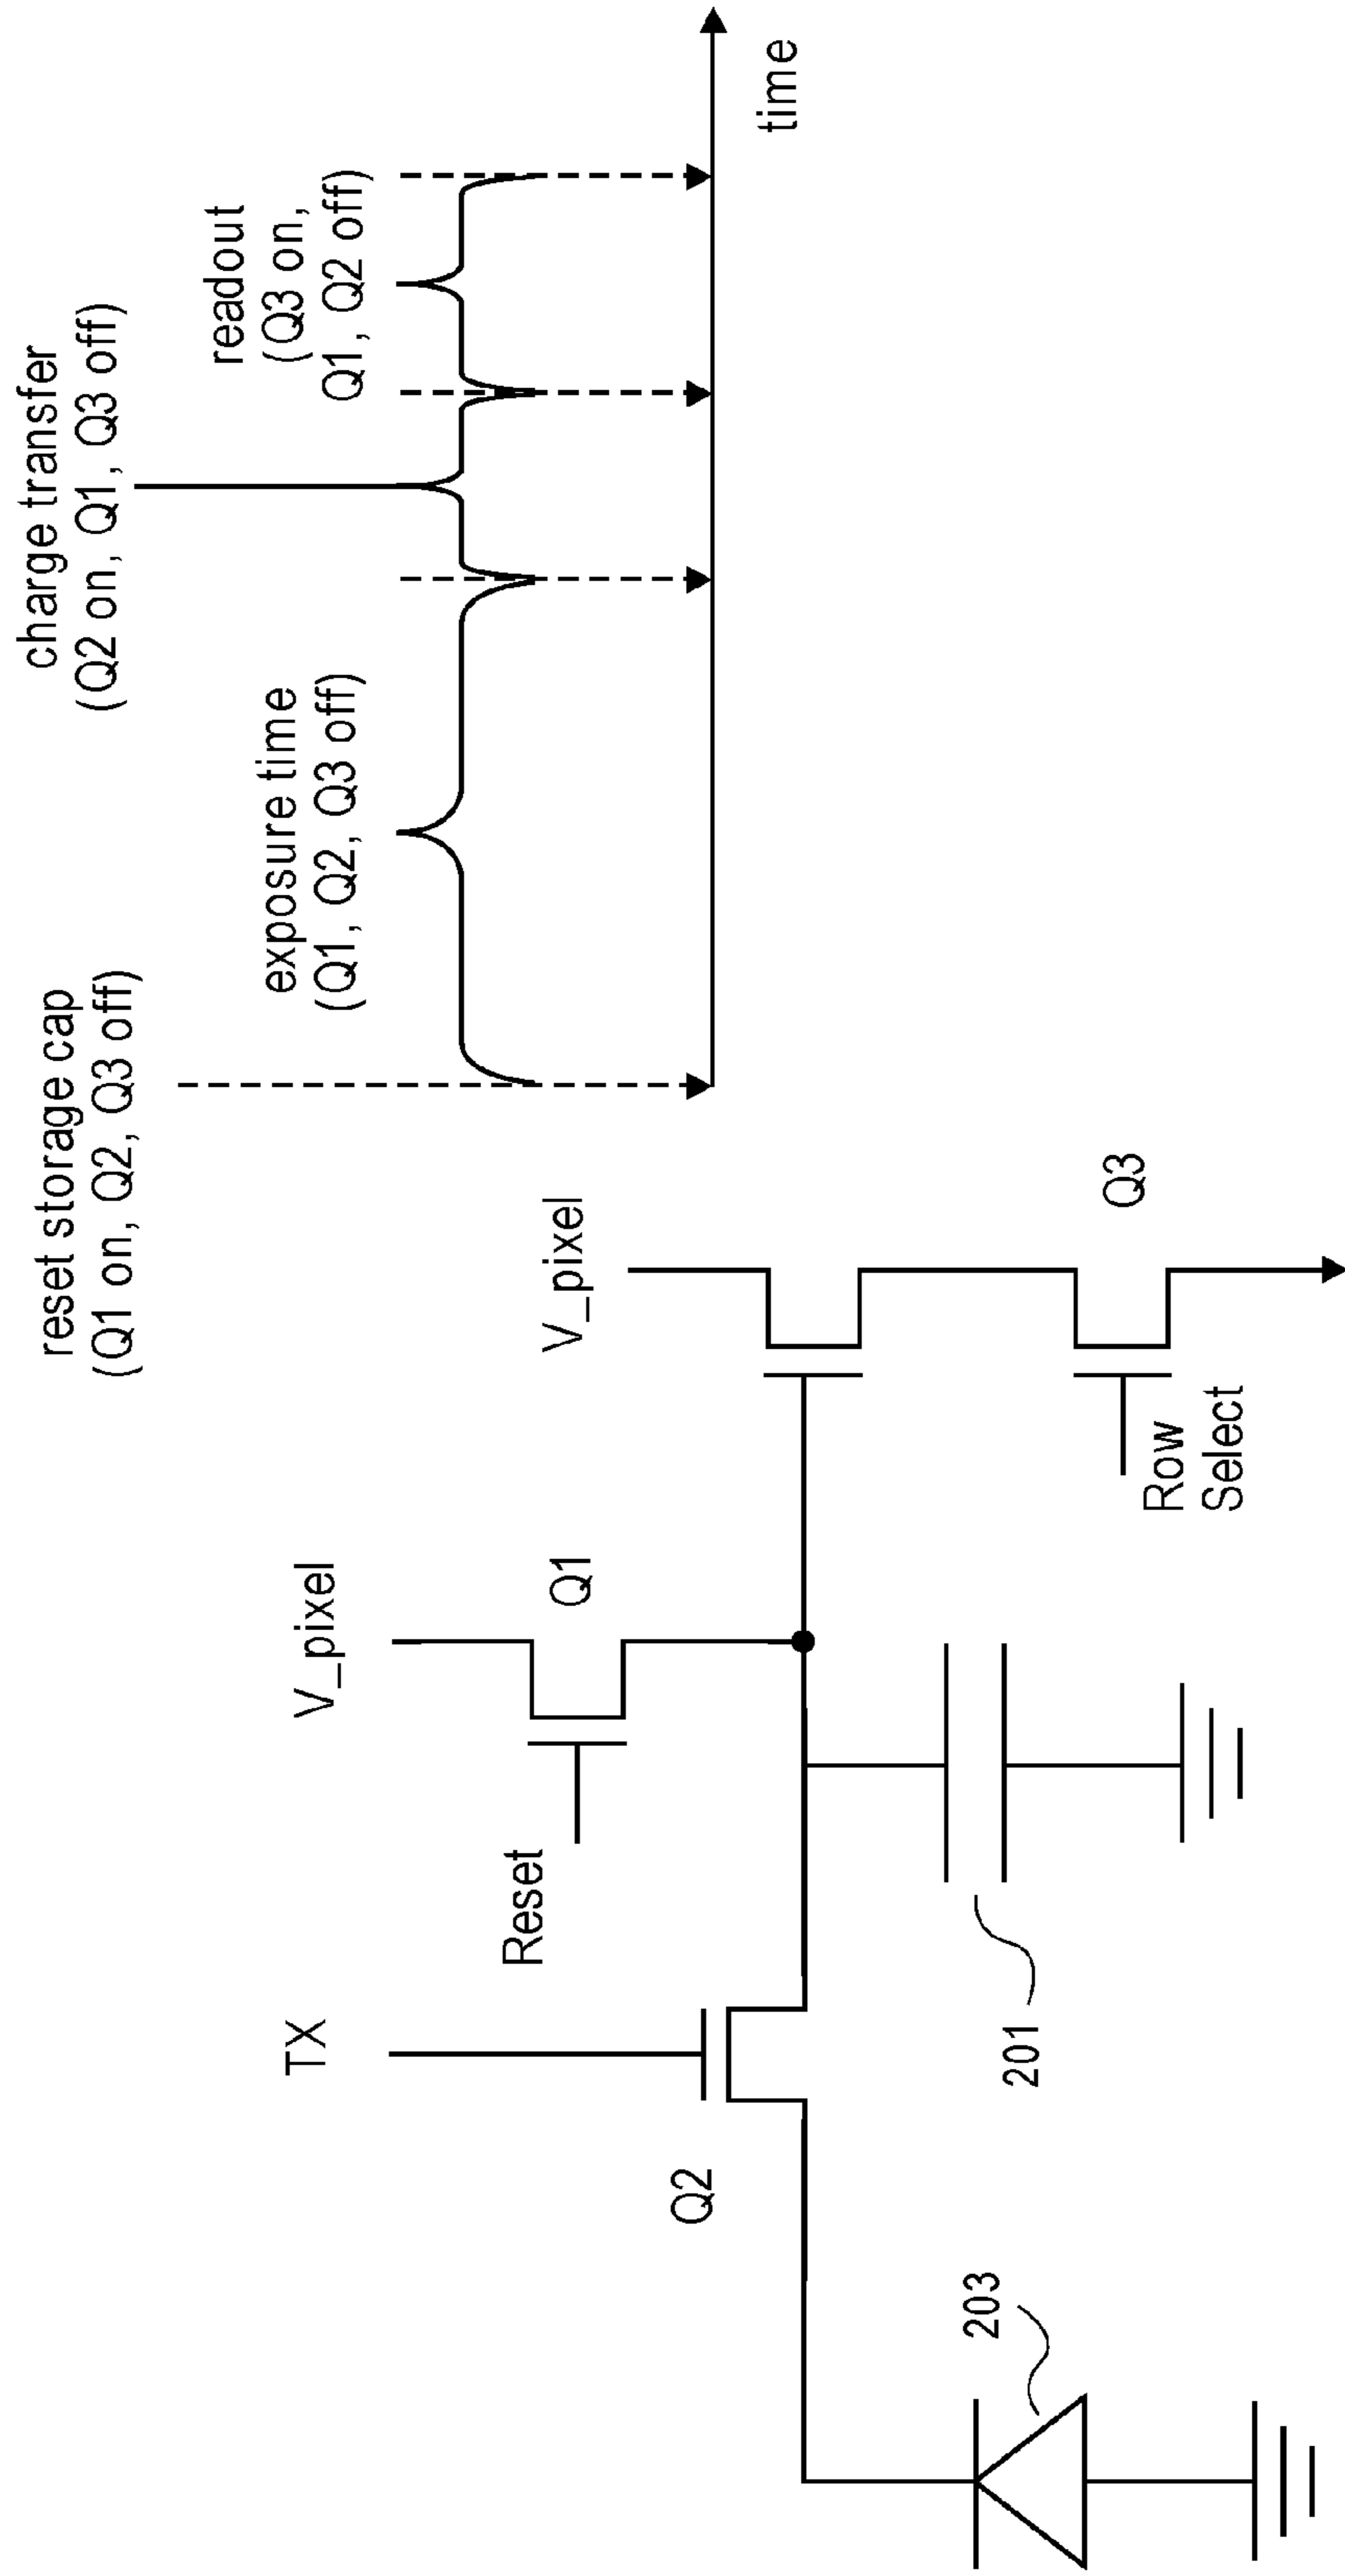 TX
V_pixel
Reset
Q1
Q2
203
201
V_pixel
Row
Select
Q3
reset storage cap
(Q1 on, Q2, Q3 off)
exposure time
(Q1, Q2, Q3 off)
charge transfer
(Q2 on, Q1, Q3 off)
readout
(Q3 on,
Q1, Q2 off)
time